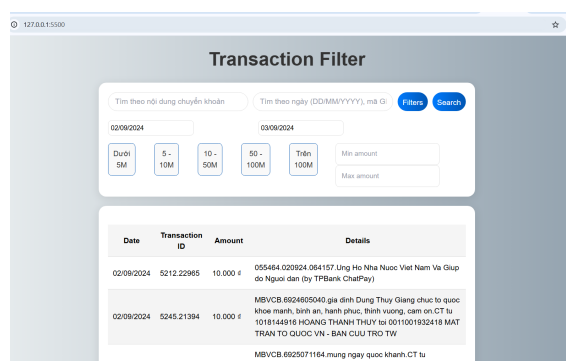 127.0.0.1:5500
Transaction Filter
Tìm theo nội dung chuyển khoản
Tìm theo ngày (DD/MM/YYYY), mã Gi
Filters
Search
02/09/2024
03/09/2024
Dưới
5M
5 -
10M
10 -
50M
50 -
100M
Trên
100M
Min amount
Max amount
Date
Transaction
ID
Amount
Details
02/09/2024 5212.22965 10.000 ₫ 055464.020924.064157.Ung Ho Nha Nuoc Viet Nam Va Giup
do Nguoi dan (by TPBank ChatPay)
MBVCB.6924605040.gia dinh Dung Thuy Giang chuc to quoc
khoe manh, binh an, hanh phuc, thinh vuong, cam on.CT tu
02/09/2024 5245.21394 10.000 ₫ 1018144916 HOANG THANH THUY toi 0011001932418 MAT
TRAN TO QUOC VN - BAN CUU TRO TW
MBVCB.6925071164.mung ngay quoc khanh.CT tu